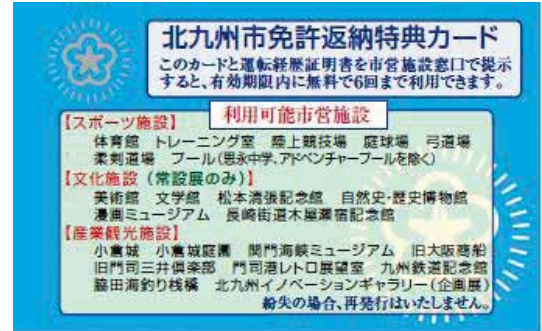 北九州市免許返納特典カード
このカードと運転経歴証明書を市営施設窓口で提示
すると、有効期限内に無料で6回まで利用できます。
利用可能市営施設
【スポーツ施設】
体育館 トレーニング室 陸上競技場 庭球場 弓道場
柔剣道場 プール(思永中学、アドベンチャープールを除く)
【文化施設(常設展のみ)】
美術館 文学館 松本清張記念館 自然史・歴史博物館
漫画ミュージアム 長崎街道木屋瀬宿記念館
【産業観光施設】
小倉城 小倉城庭園 関門海峡ミュージアム 旧大阪商船
旧門司三井倶楽部 門司港レトロ展望室 九州鉄道記念館
脇田海釣り桟橋 北九州イノベーションギャラリー(企画展)
紛失の場合、再発行はいたしません。